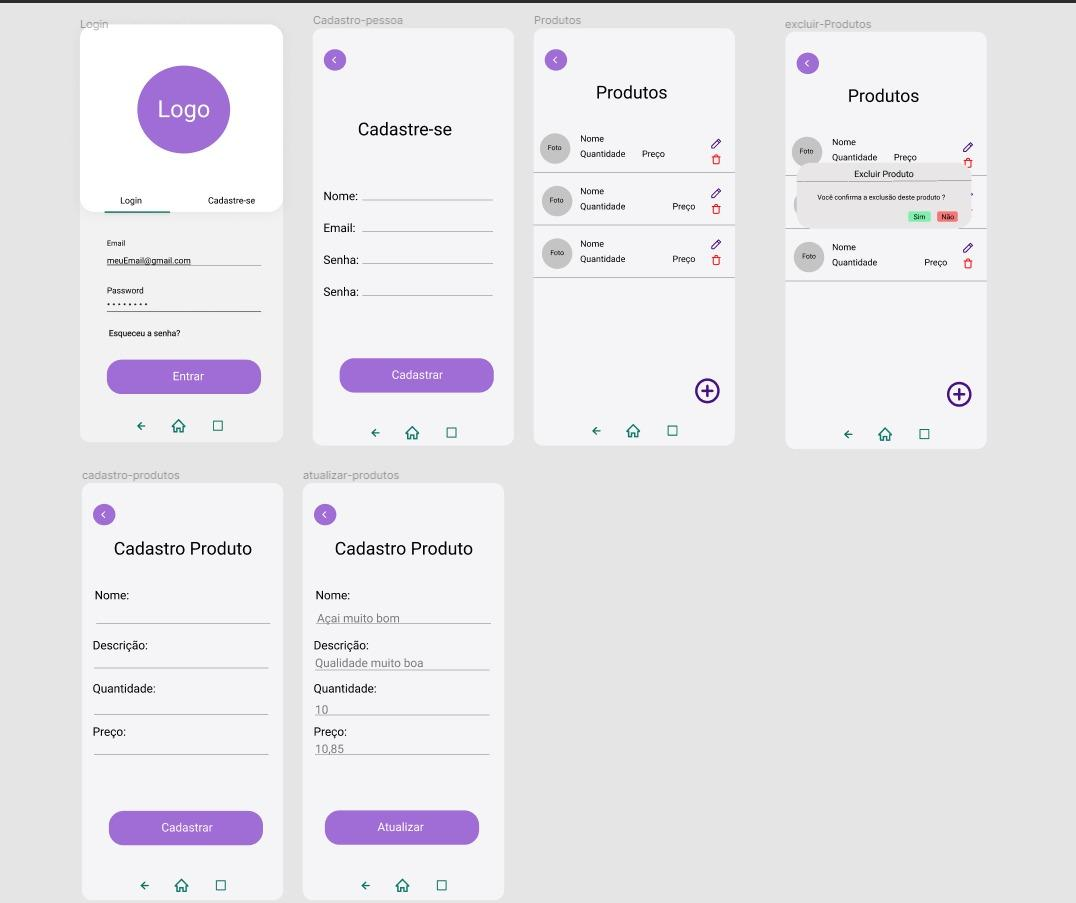 Login
Logo
Login Cadastre-se
Email
meuEmail@gmail.com
Password
Esqueceu a senha?
Entrar
Cadastro-pessoa
Cadastre-se
Nome:
Email:
Senha:
Senha:
Cadastrar
Produtos
Produtos
Foto
Nome
Quantidade Preço
Foto
Nome
Quantidade Preço
Foto
Nome
Quantidade Preço
excluir-Produtos
Produtos
Foto
Nome
Quantidade Preço
Excluir Produto
Você confirma a exclusão deste produto ?
Sim Não
Foto
Nome
Quantidade Preço
cadastro-produtos
Cadastro Produto
Nome:
Descrição:
Quantidade:
Preço:
Cadastrar
atualizar-produtos
Cadastro Produto
Nome:
Açai muito bom
Descrição:
Qualidade muito boa
Quantidade:
10
Preço:
10,85
Atualizar